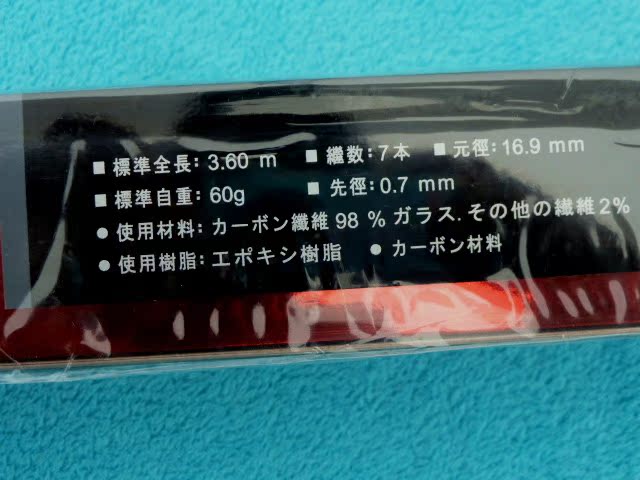 ■ 標準全長: 3.60 m ■ 繼数: 7本 ■ 元徑: 16.9 mm
■ 標準自重: 60g ■ 先徑: 0.7 mm
● 使用材料: カーボン繊維 98 % ガラス. その他の繊維 2%
● 使用樹脂: エポキシ樹脂 ● カーボン材料